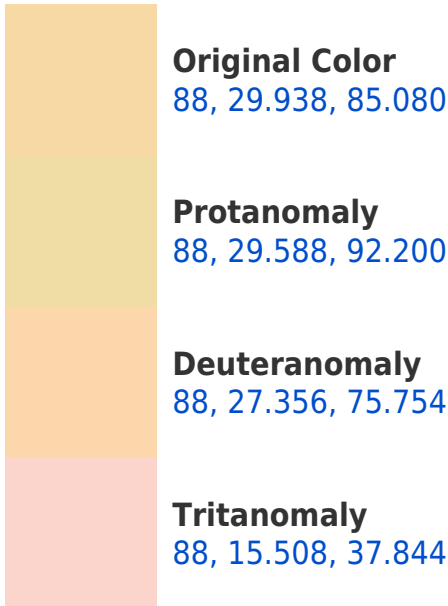 Original Color
88, 29.938, 85.080
Protanomaly
88, 29.588, 92.200
Deuteranomaly
88, 27.356, 75.754
Tritanomaly
88, 15.508, 37.844